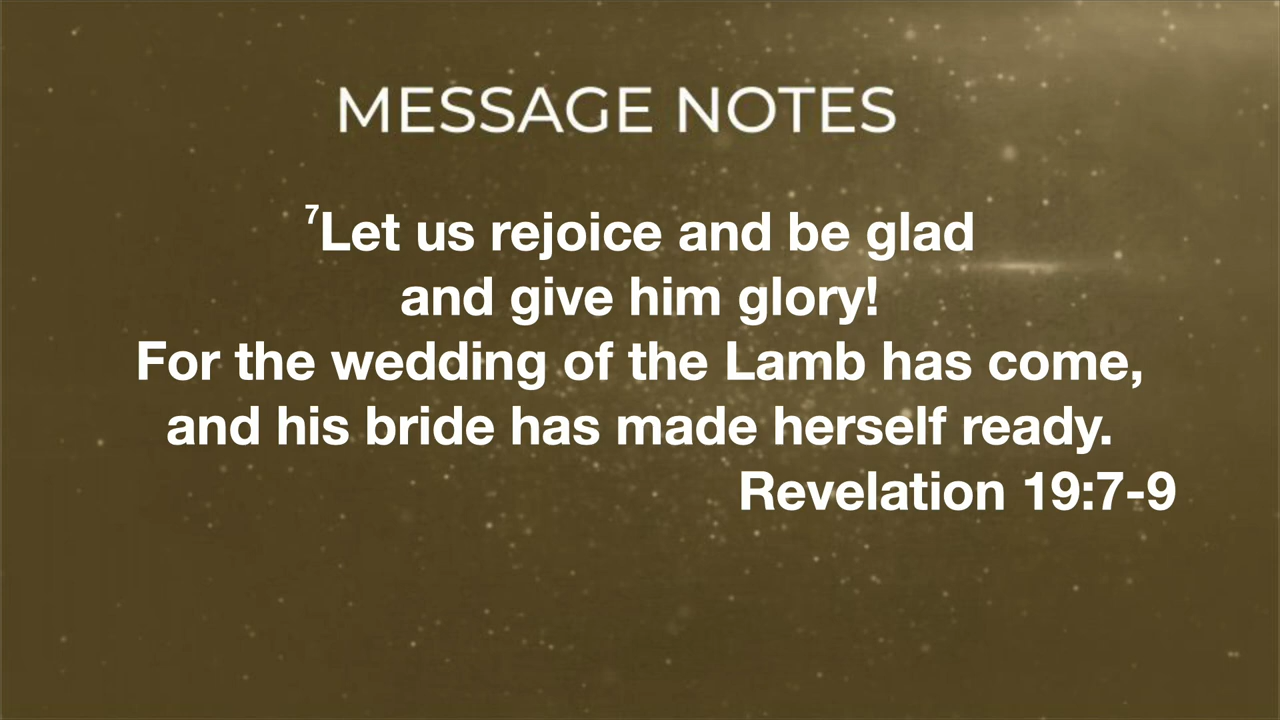 MESSAGE NOTES
⁷Let us rejoice and be glad
and give him glory!
For the wedding of the Lamb has come,
and his bride has made herself ready.
Revelation 19:7-9